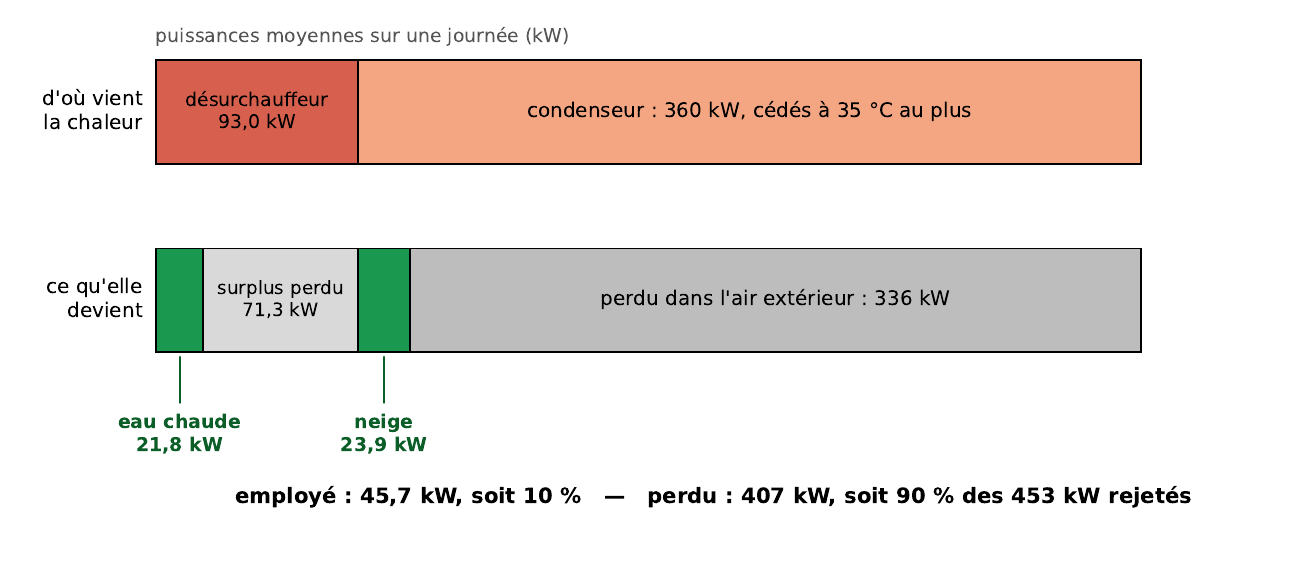 puissances moyennes sur une journée (kW)
d'où vient
la chaleur
désurchauffeur
93,0 kW
condenseur : 360 kW, cédés à 35 °C au plus
ce qu'elle
devient
surplus perdu
71,3 kW
perdu dans l'air extérieur : 336 kW
eau chaude
21,8 kW
neige
23,9 kW
employé : 45,7 kW, soit 10 % — perdu : 407 kW, soit 90 % des 453 kW rejetés